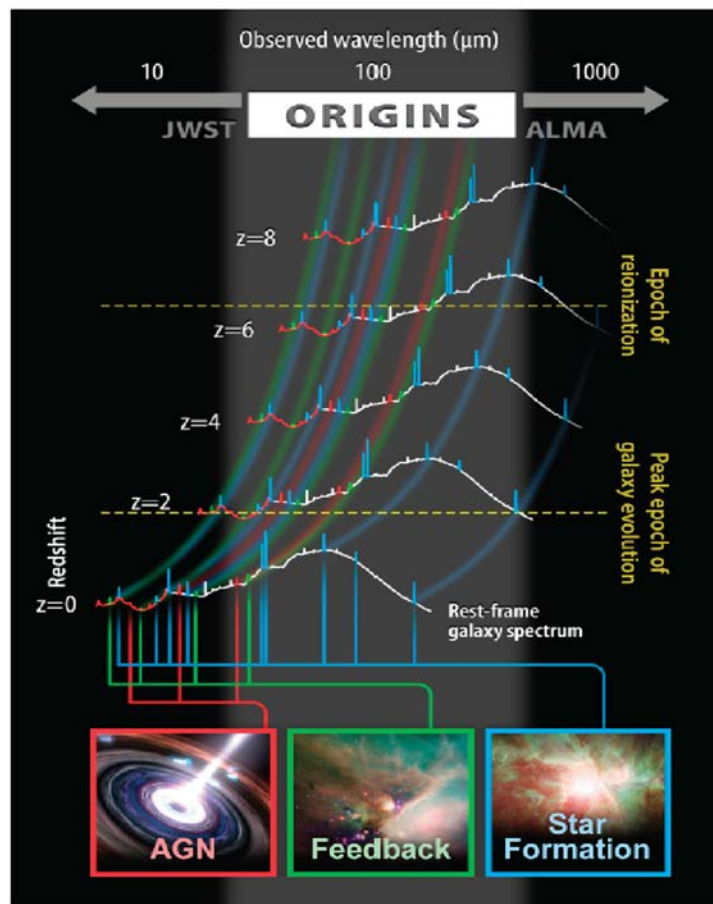 Observed wavelength (μm)
10 100 1000
JWST ORIGINS ALMA
z=8
Epoch of
reionization
z=6
z=4
Peak epoch of
galaxy evolution
z=2
Redshift
z=0
Rest-frame
galaxy spectrum
AGN
Feedback
Star
Formation